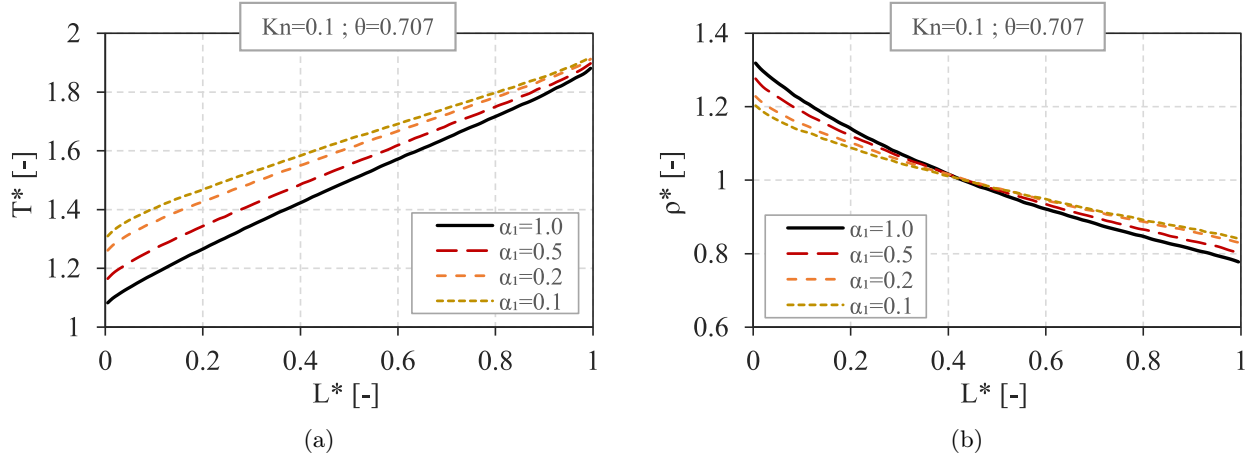 Kn=0.1 ; θ=0.707
2
1.8
1.6
1.4
1.2
1
T* [-]
α₁=1.0
α₁=0.5
α₁=0.2
α₁=0.1
0 0.2 0.4 0.6 0.8 1
L* [-]
(a)
Kn=0.1 ; θ=0.707
1.4
1.2
1
0.8
0.6
ρ* [-]
α₁=1.0
α₁=0.5
α₁=0.2
α₁=0.1
0 0.2 0.4 0.6 0.8 1
L* [-]
(b)